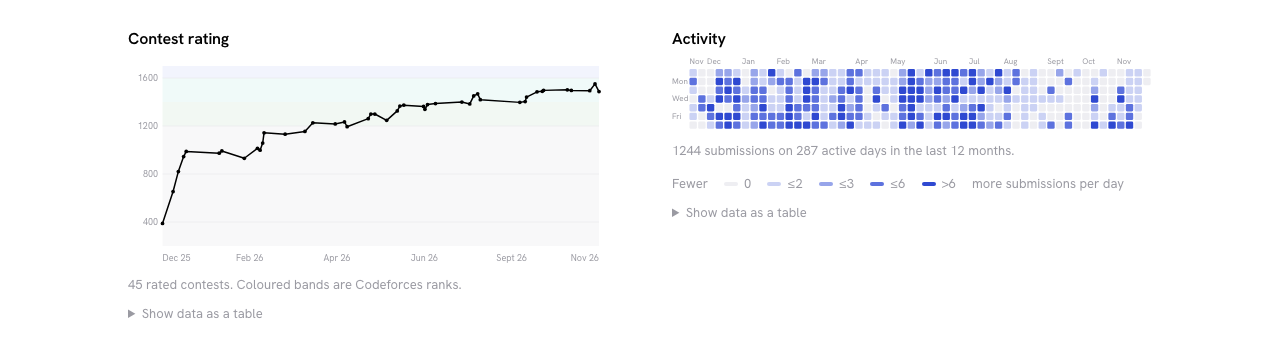 Contest rating
1600
1200
800
400
Dec 25 Feb 26 Apr 26 Jun 26 Sept 26 Nov 26
45 rated contests. Coloured bands are Codeforces ranks.
▶ Show data as a table
Activity
Nov Dec Jan Feb Mar Apr May Jun Jul Aug Sept Oct Nov
Mon
Wed
Fri
1244 submissions on 287 active days in the last 12 months.
Fewer 0 ≤2 ≤3 ≤6 >6 more submissions per day
▶ Show data as a table